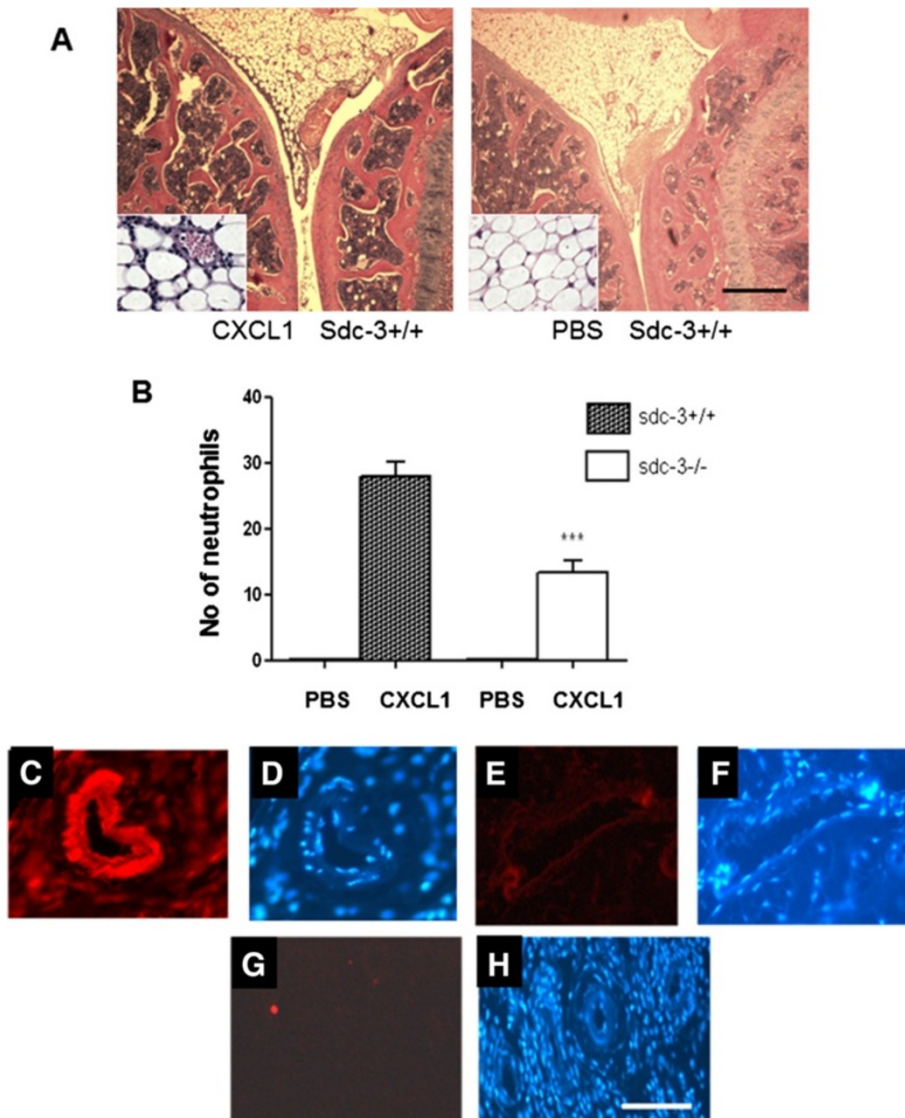 A
CXCL1 Sdc-3+/+
PBS Sdc-3+/+
B
No of neutrophils
40
30
20
10
0
sdc-3+/+
sdc-3-/-
***
PBS
CXCL1
PBS
CXCL1
C
D
E
F
G
H